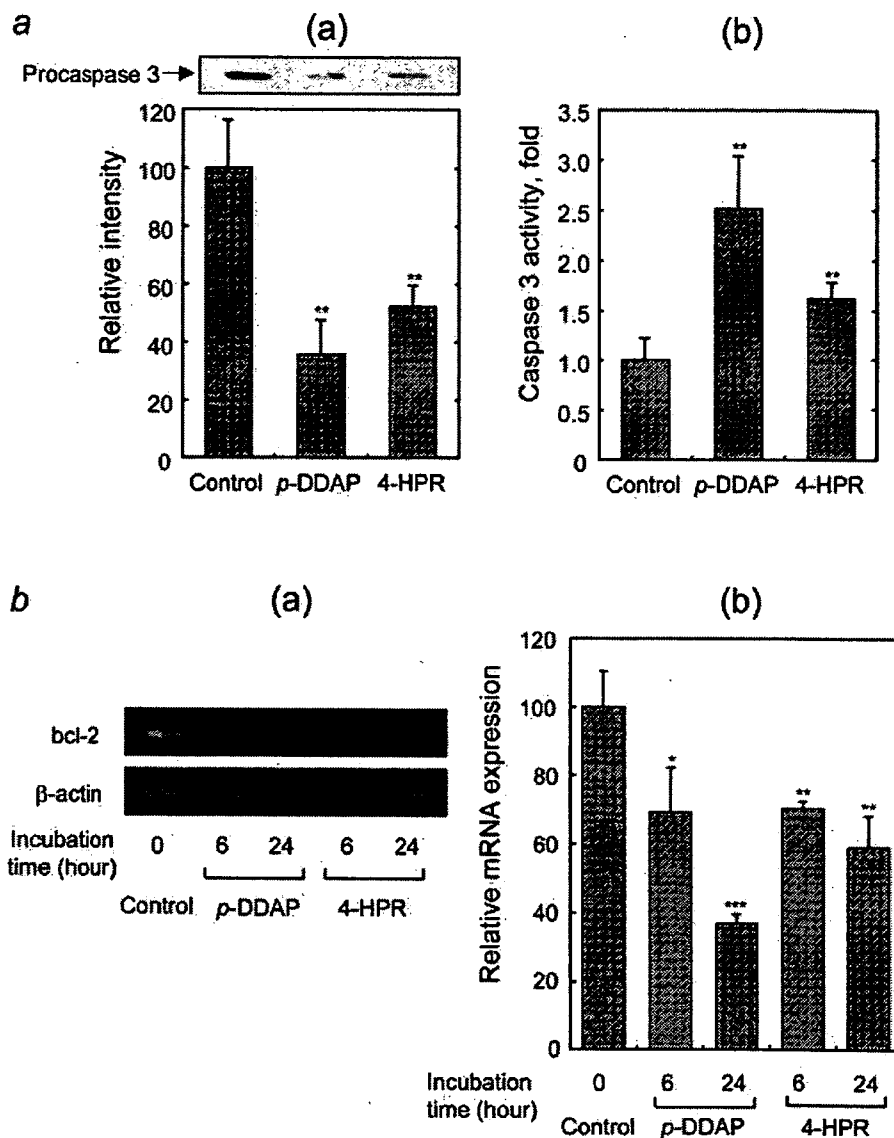 a
(a)
(b)
Procaspase 3
120
100
80
60
40
20
0
Relative intensity
**
**
Control p-DDAP 4-HPR
3.5
3.0
2.5
2.0
1.5
1.0
0.5
0
Caspase 3 activity, fold
**
**
Control p-DDAP 4-HPR
b
(a)
(b)
bcl-2
β-actin
Incubation
time (hour)
0 6 24 6 24
Control p-DDAP 4-HPR
120
100
80
60
40
20
0
Relative mRNA expression
*
***
**
**
Incubation
time (hour)
0 6 24 6 24
Control p-DDAP 4-HPR